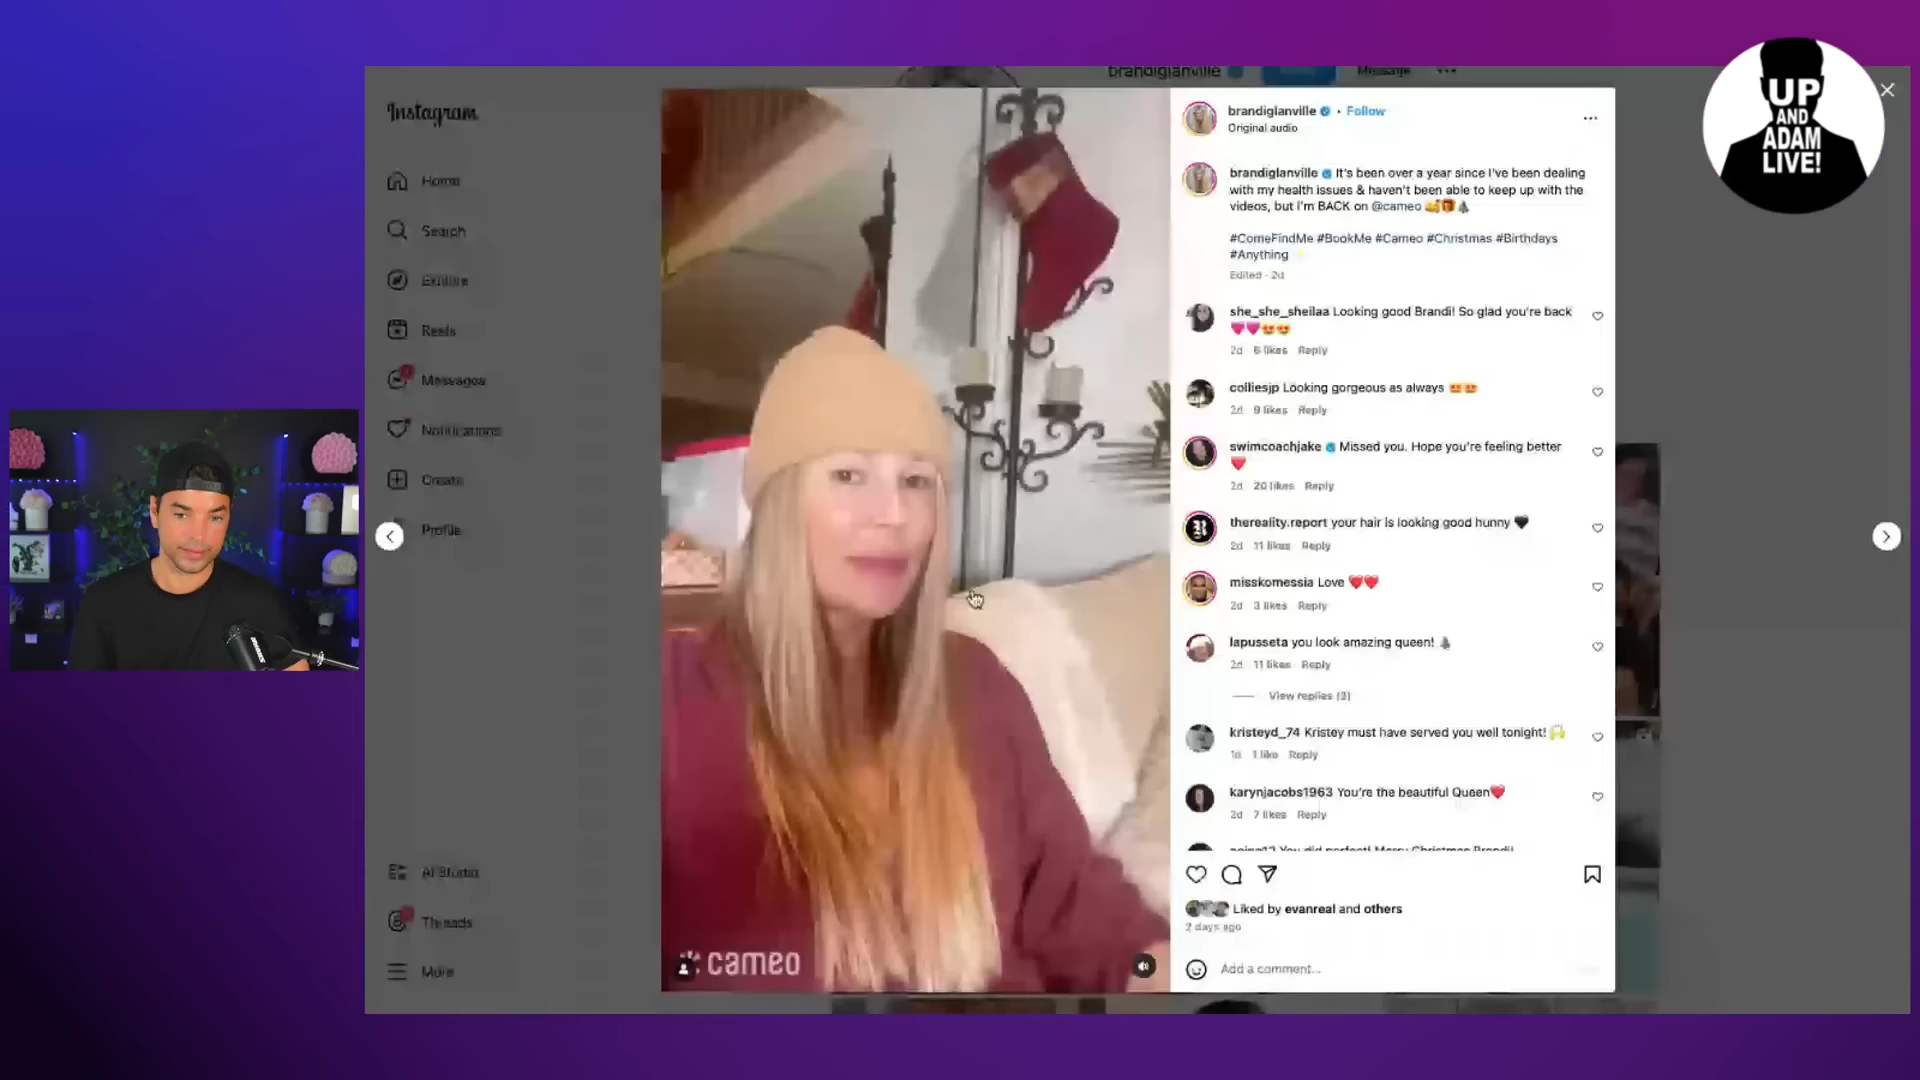 brandiglanville
Message
UP
AND
ADAM
LIVE!
Instagram
Home
Search
Explore
Reels
Messages
Notifications
Create
Profile
AI Studio
Threads
More
cameo
brandiglanville • Follow
Original audio
brandiglanville It's been over a year since I've been dealing
with my health issues & haven't been able to keep up with the
videos, but I'm BACK on @cameo 🥰🎁🎄
#ComeFindMe #BookMe #Cameo #Christmas #Birthdays
#Anything
Edited · 2d
she_she_sheilaa Looking good Brandi! So glad you're back
💗💗😍😍
2d 6 likes Reply
colliesjp Looking gorgeous as always 🤩🤩
2d 9 likes Reply
swimcoachjake Missed you. Hope you're feeling better
❤️
2d 20 likes Reply
thereality.report your hair is looking good hunny 🖤
2d 11 likes Reply
misskomessia Love ❤️❤️
2d 3 likes Reply
lapusseta you look amazing queen! 🎄
2d 11 likes Reply
View replies (3)
kristeyd_74 Kristey must have served you well tonight! 🙌
1d 1 like Reply
karynjacobs1963 You're the beautiful Queen❤️
2d 7 likes Reply
You did perfect! Merry Christmas Brandi!
Liked by evanreal and others
2 days ago
Add a comment...